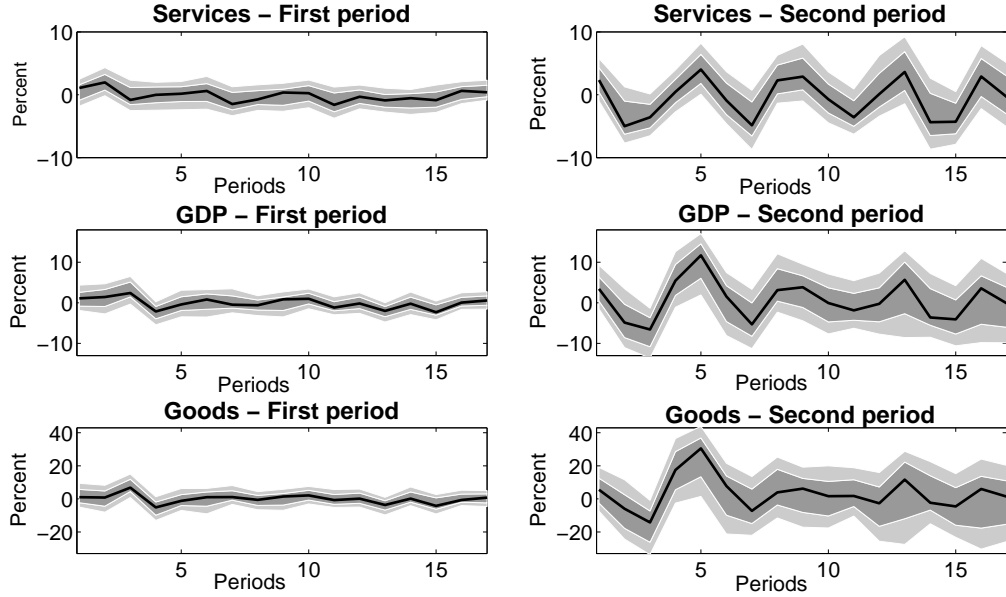 Services − First period
Percent
10
0
−10
5
10
15
Periods
Services − Second period
Percent
10
0
−10
5
10
15
Periods
GDP − First period
Percent
10
0
−10
5
10
15
Periods
GDP − Second period
Percent
10
0
−10
5
10
15
Periods
Goods − First period
Percent
40
20
0
−20
5
10
15
Periods
Goods − Second period
Percent
40
20
0
−20
5
10
15
Periods